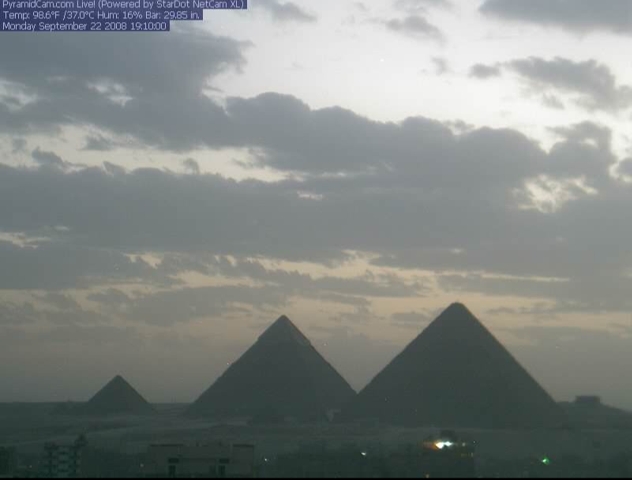 PyramidCam.com Live! (Powered by StarDot NetCam XL)
Temp: 98.6°F /37.0°C Hum: 16% Bar: 29.85 in.
Monday September 22 2008 19:10:00